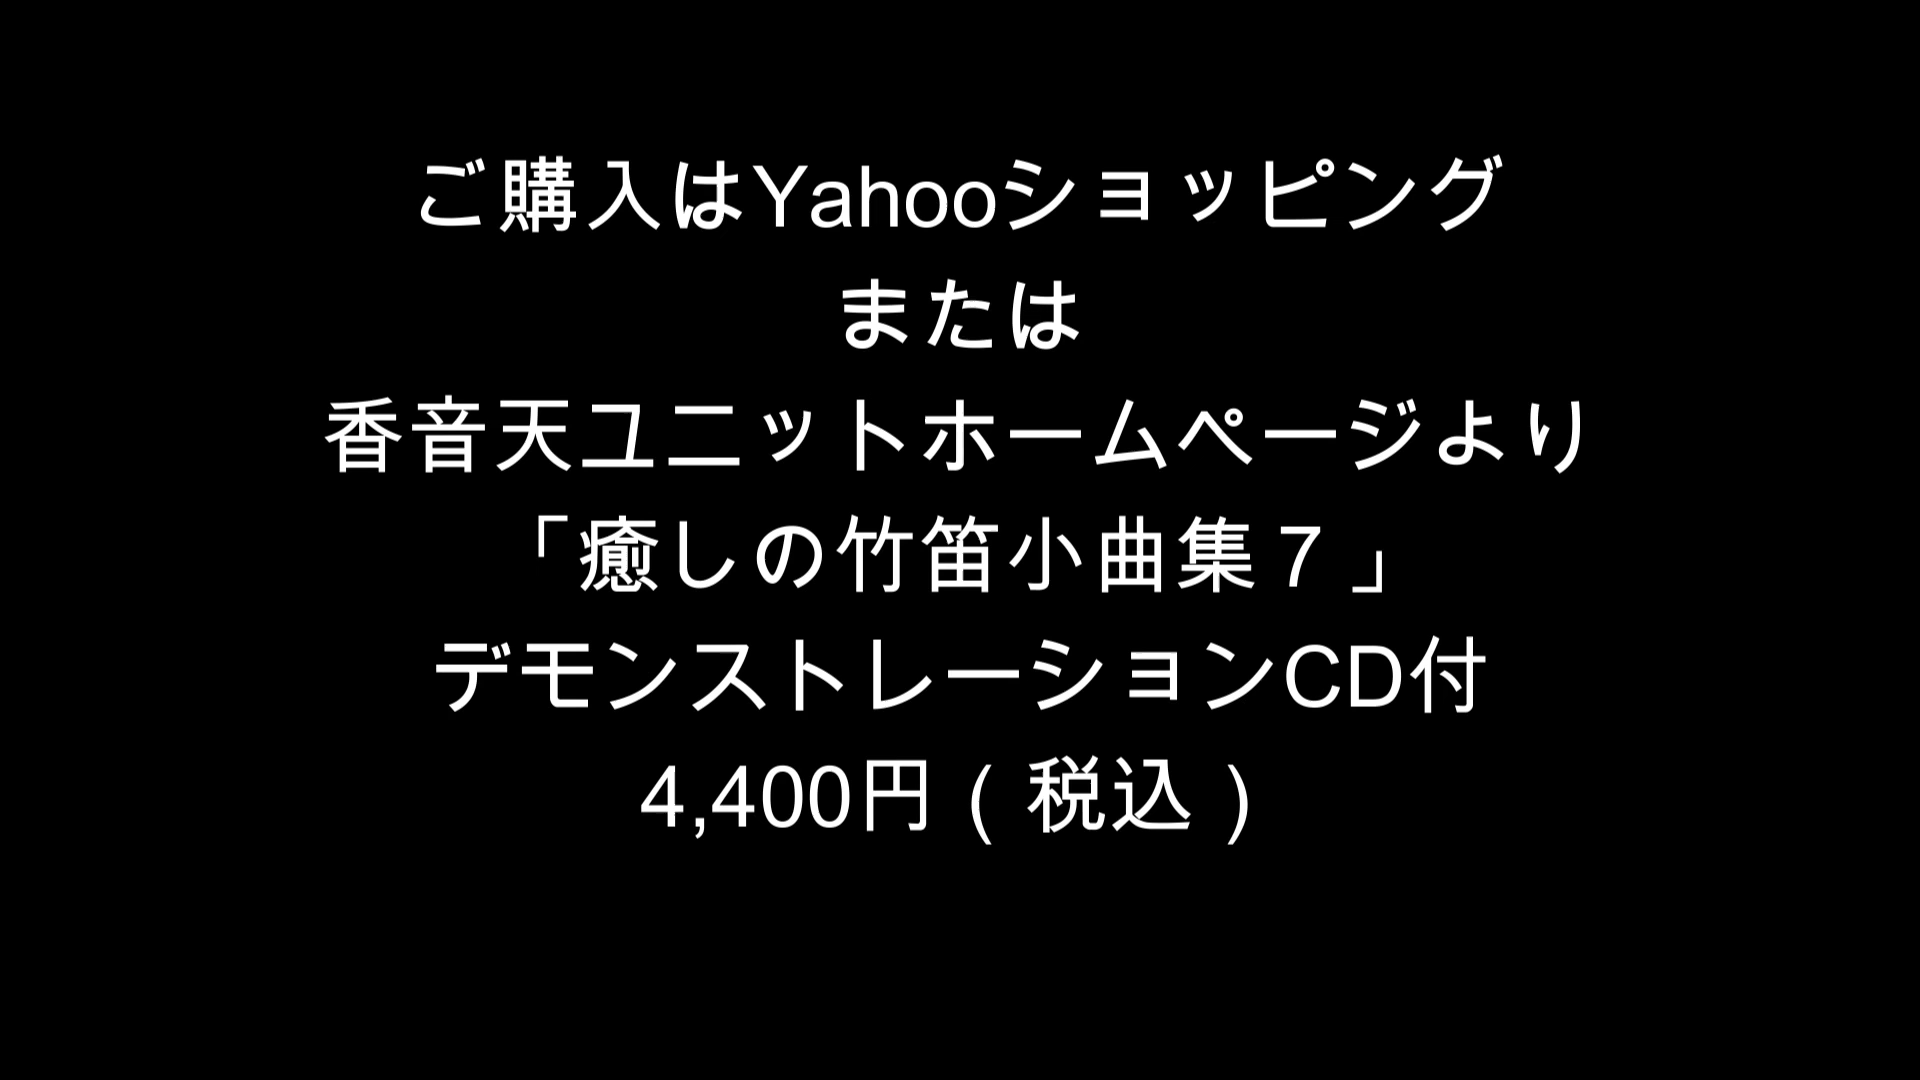 ご購入はYahooショッピング
または
香音天ユニットホームページより
「癒しの竹笛小曲集７」
デモンストレーションCD付
4,400円（税込）